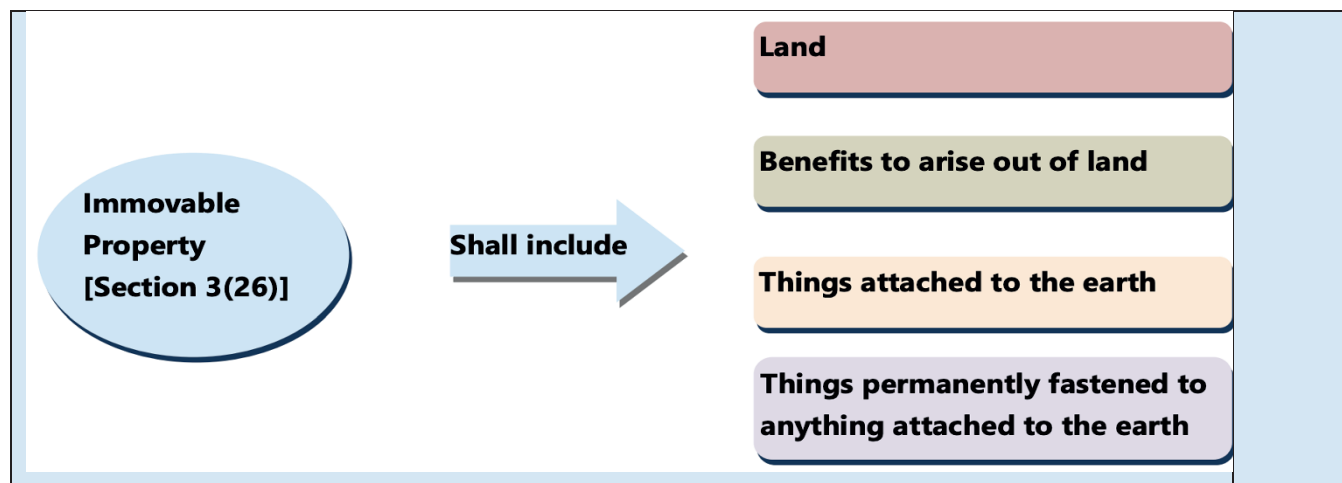 Immovable
Property
[Section 3(26)]
Shall include
Land
Benefits to arise out of land
Things attached to the earth
Things permanently fastened to
anything attached to the earth